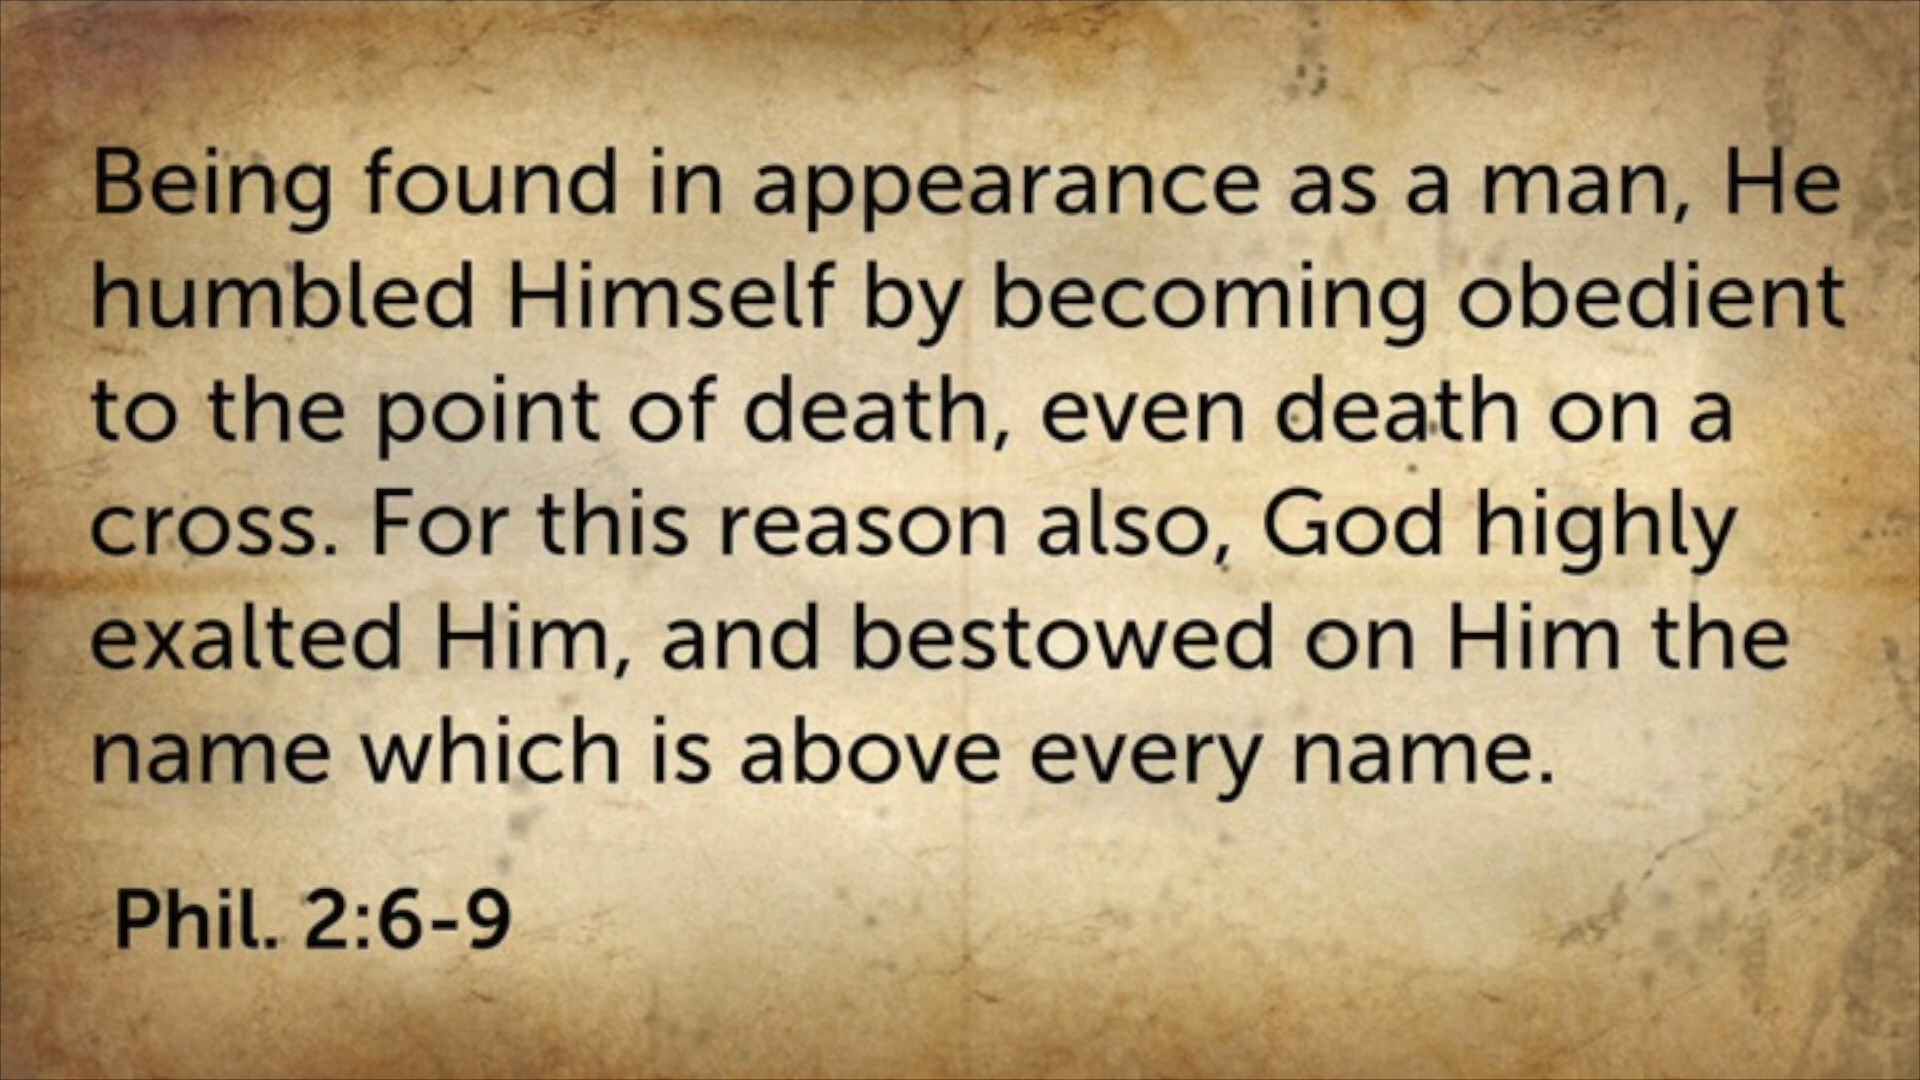 Being found in appearance as a man, He
humbled Himself by becoming obedient
to the point of death, even death on a
cross. For this reason also, God highly
exalted Him, and bestowed on Him the
name which is above every name.
Phil. 2:6-9